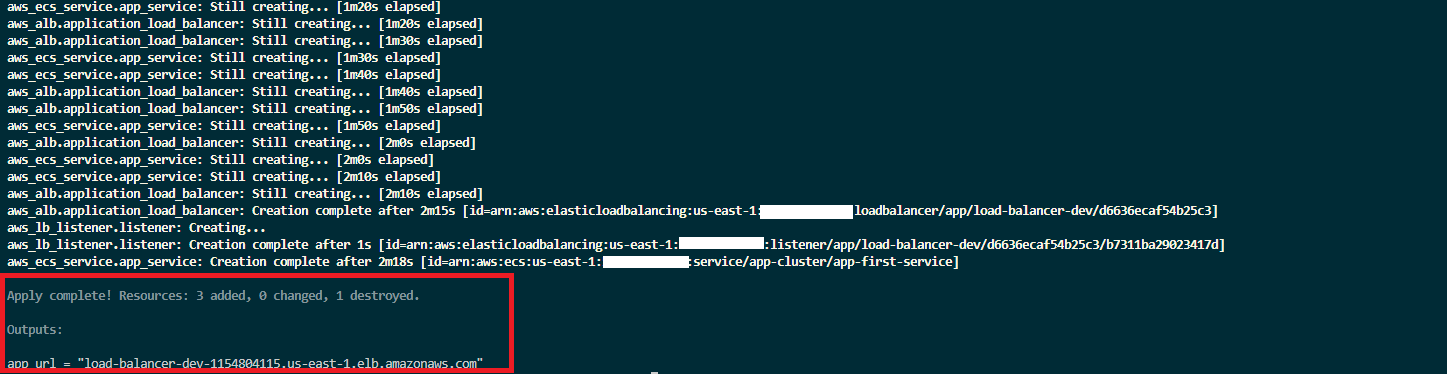 aws_ecs_service.app_service: Still creating... [1m20s elapsed]
aws_alb.application_load_balancer: Still creating... [1m20s elapsed]
aws_alb.application_load_balancer: Still creating... [1m30s elapsed]
aws_ecs_service.app_service: Still creating... [1m30s elapsed]
aws_ecs_service.app_service: Still creating... [1m40s elapsed]
aws_alb.application_load_balancer: Still creating... [1m40s elapsed]
aws_alb.application_load_balancer: Still creating... [1m50s elapsed]
aws_ecs_service.app_service: Still creating... [1m50s elapsed]
aws_alb.application_load_balancer: Still creating... [2m0s elapsed]
aws_ecs_service.app_service: Still creating... [2m0s elapsed]
aws_ecs_service.app_service: Still creating... [2m10s elapsed]
aws_alb.application_load_balancer: Still creating... [2m10s elapsed]
aws_alb.application_load_balancer: Creation complete after 2m15s [id=arn:aws:elasticloadbalancing:us-east-1: loadbalancer/app/load-balancer-dev/d6636ecaf54b25c3]
aws_lb_listener.listener: Creating...
aws_lb_listener.listener: Creation complete after 1s [id=arn:aws:elasticloadbalancing:us-east-1: :listener/app/load-balancer-dev/d6636ecaf54b25c3/b7311ba29023417d]
aws_ecs_service.app_service: Creation complete after 2m18s [id=arn:aws:ecs:us-east-1: :service/app-cluster/app-first-service]
Apply complete! Resources: 3 added, 0 changed, 1 destroyed.
Outputs:
app_url = "load-balancer-dev-1154804115.us-east-1.elb.amazonaws.com"